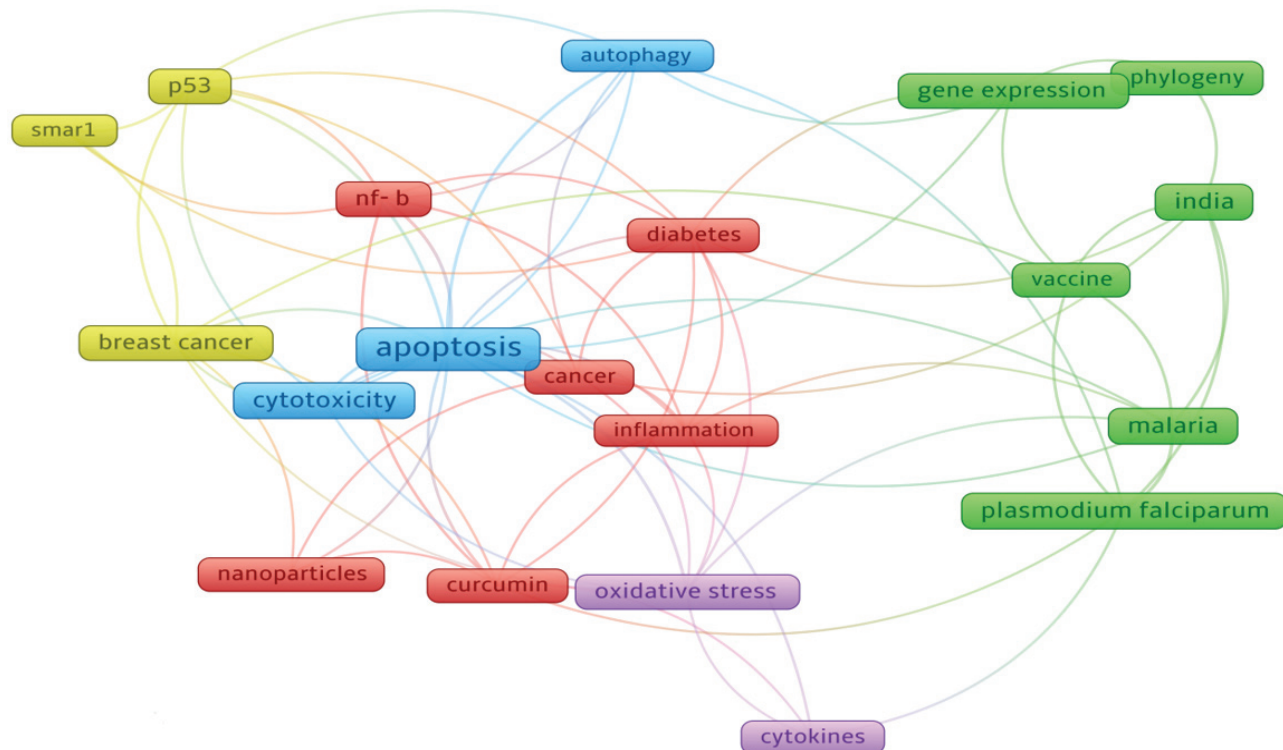 autophagy
p53
phylogeny
gene expression
smar1
nf- b
india
diabetes
vaccine
breast cancer
apoptosis
cancer
cytotoxicity
malaria
inflammation
plasmodium falciparum
nanoparticles
curcumin
oxidative stress
cytokines